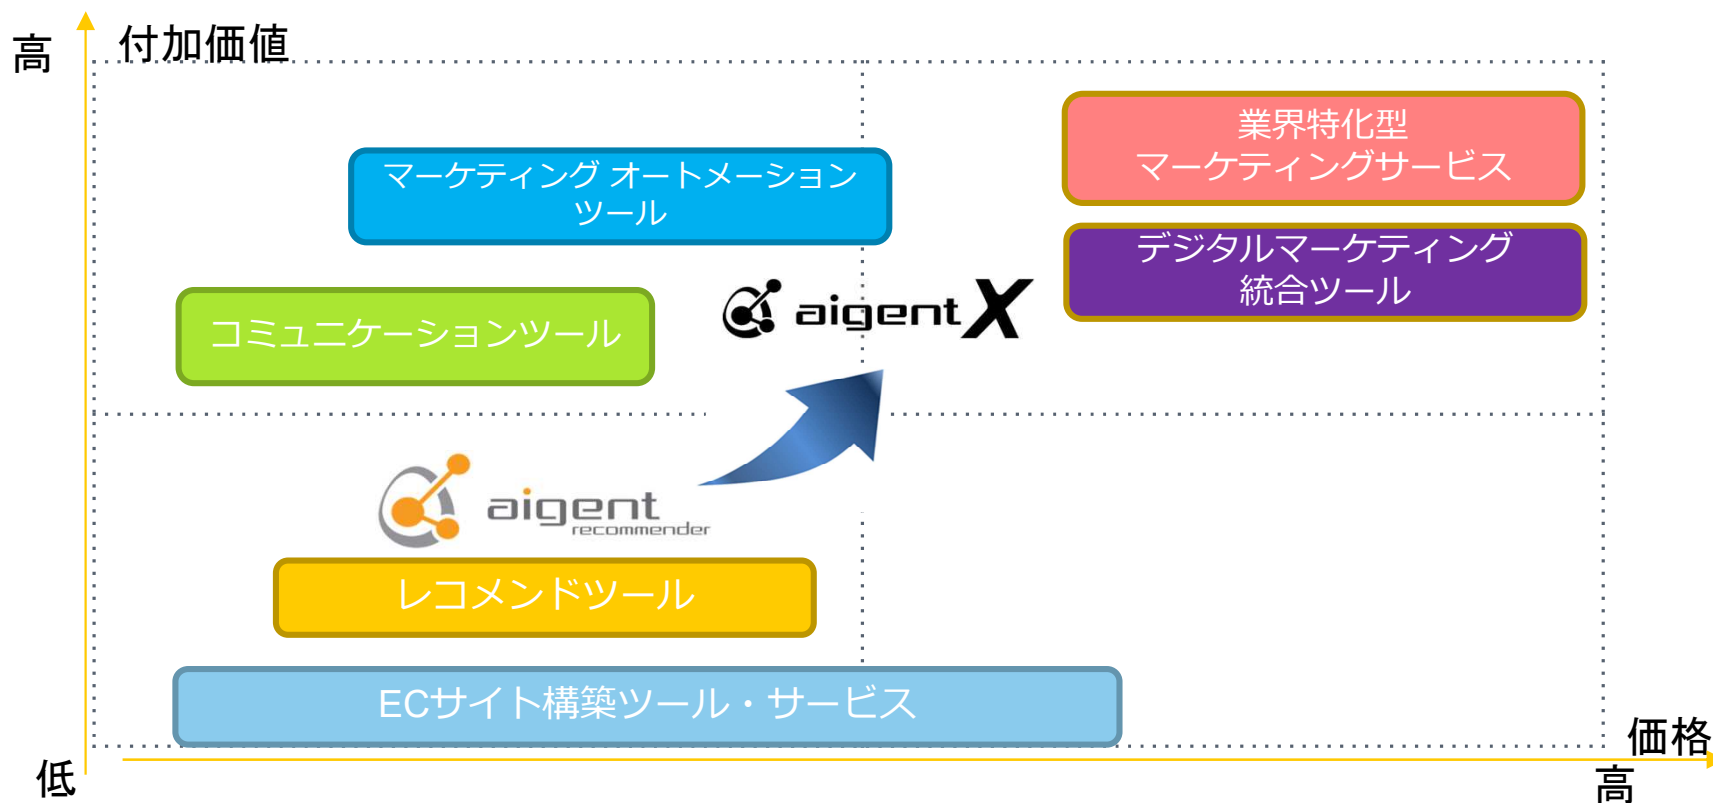 高
付加価値
業界特化型
マーケティングサービス
マーケティング オートメーション
ツール
デジタルマーケティング
統合ツール
aigent X
コミュニケーションツール
aigent
recommender
レコメンドツール
ECサイト構築ツール・サービス
価格
低
高